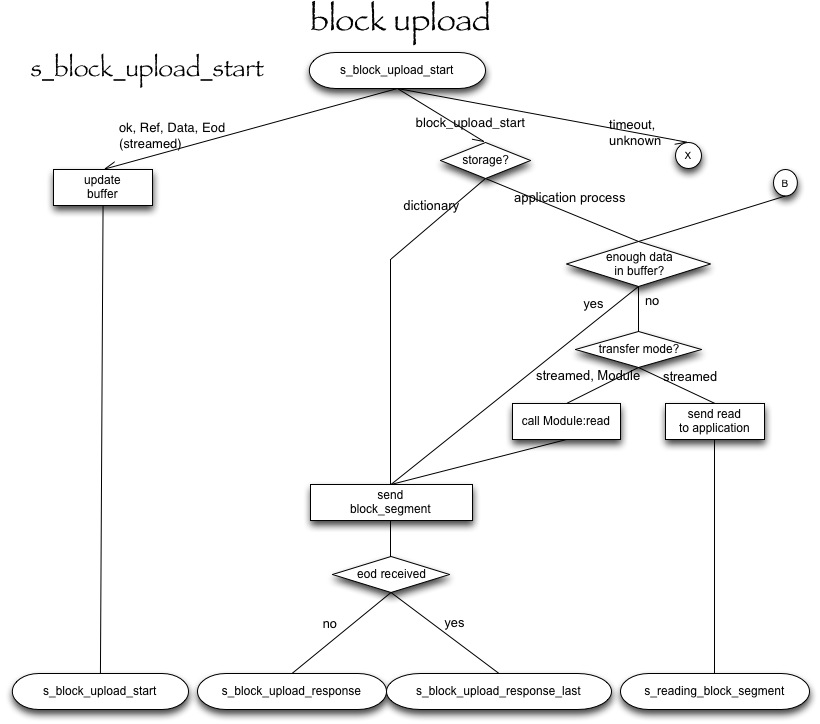 block upload
s_block_upload_start
s_block_upload_start
ok, Ref, Data, Eod
(streamed)
block_upload_start
timeout,
unknown
X
storage?
update
buffer
B
dictionary
application process
enough data
in buffer?
yes
no
transfer mode?
streamed, Module
streamed
call Module:read
send read
to application
send
block_segment
eod received
no
yes
s_block_upload_start
s_block_upload_response
s_block_upload_response_last
s_reading_block_segment